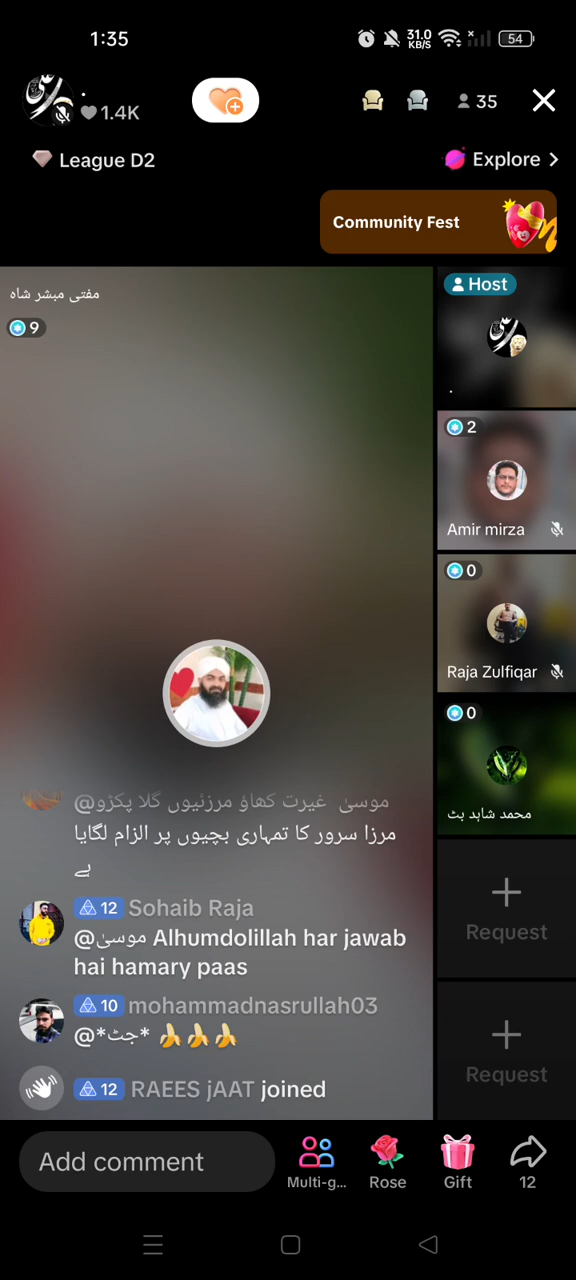 1:35
31.0
KB/S
54
.
1.4K
35
League D2
Explore
Community Fest
مفتی مبشر شاہ
9
Host
.
2
Amir mirza
0
Raja Zulfiqar
0
محمد شاہد بٹ
@موسیٰ غیرت کھاؤ مرزئیوں گلا پکڑو
مرزا سرور کا تمہاری بچیوں پر الزام لگایا
ہے
12 Sohaib Raja
@موسیٰ Alhumdolillah har jawab
hai hamary paas
10 mohammadnasrullah03
@*جٹ* 🍌🍌🍌
12 RAEES jAAT joined
Request
Request
Add comment
Multi-g...
Rose
Gift
12